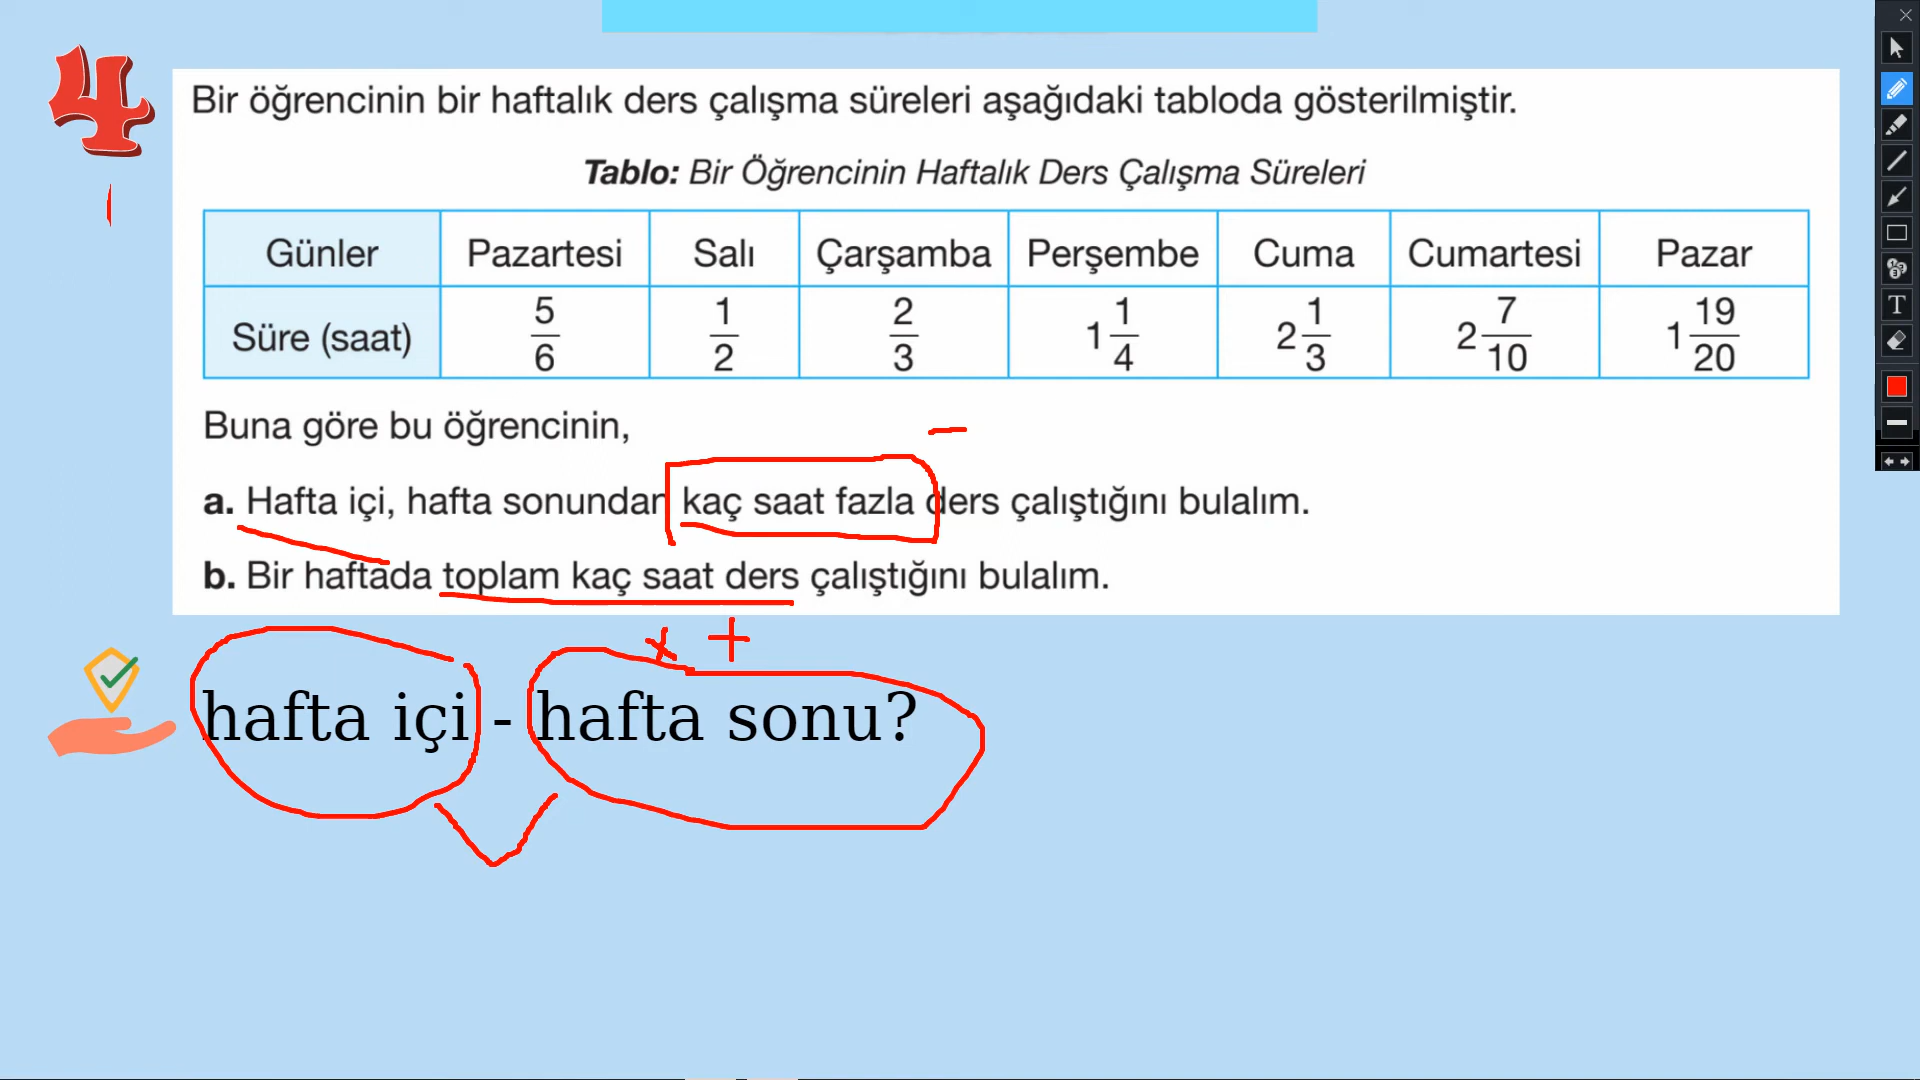 4
Bir öğrencinin bir haftalık ders çalışma süreleri aşağıdaki tabloda gösterilmiştir.
Tablo: Bir Öğrencinin Haftalık Ders Çalışma Süreleri
Günler Pazartesi Salı Çarşamba Perşembe Cuma Cumartesi Pazar
Süre (saat) 5/6 1/2 2/3 1 1/4 2 1/3 2 7/10 1 19/20
Buna göre bu öğrencinin,
-
a. Hafta içi, hafta sonundan kaç saat fazla ders çalıştığını bulalım.
b. Bir haftada toplam kaç saat ders çalıştığını bulalım.
x +
hafta içi - hafta sonu?